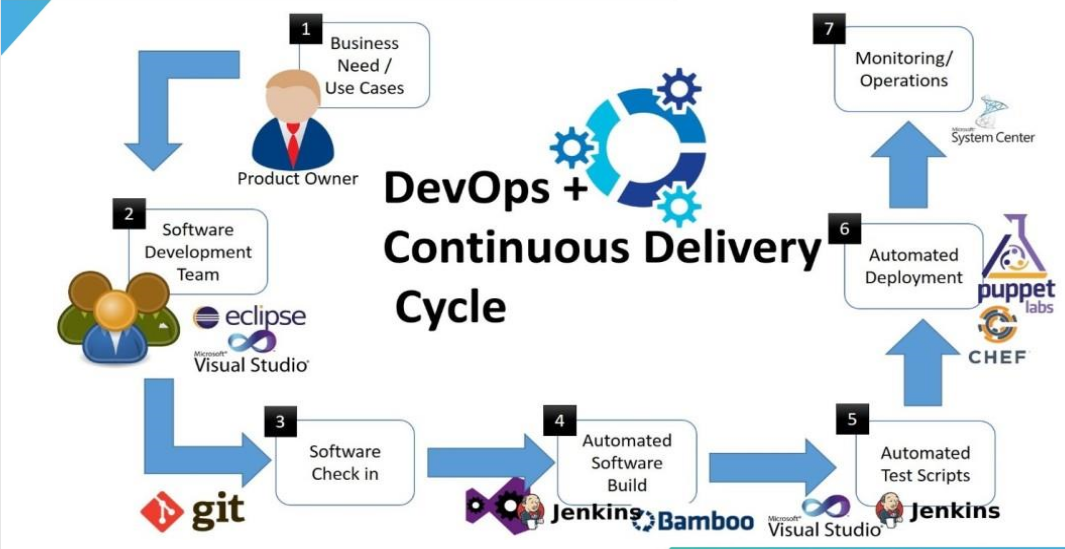 1
Business
Need /
Use Cases
Product Owner
2
Software
Development
Team
eclipse
Microsoft®
Visual Studio®
3
Software
Check in
git
4
Automated
Software
Build
Jenkins
Bamboo
5
Automated
Test Scripts
Microsoft®
Visual Studio®
Jenkins
6
Automated
Deployment
puppet
labs
CHEF
7
Monitoring/
Operations
Microsoft®
System Center
DevOps +
Continuous Delivery
Cycle